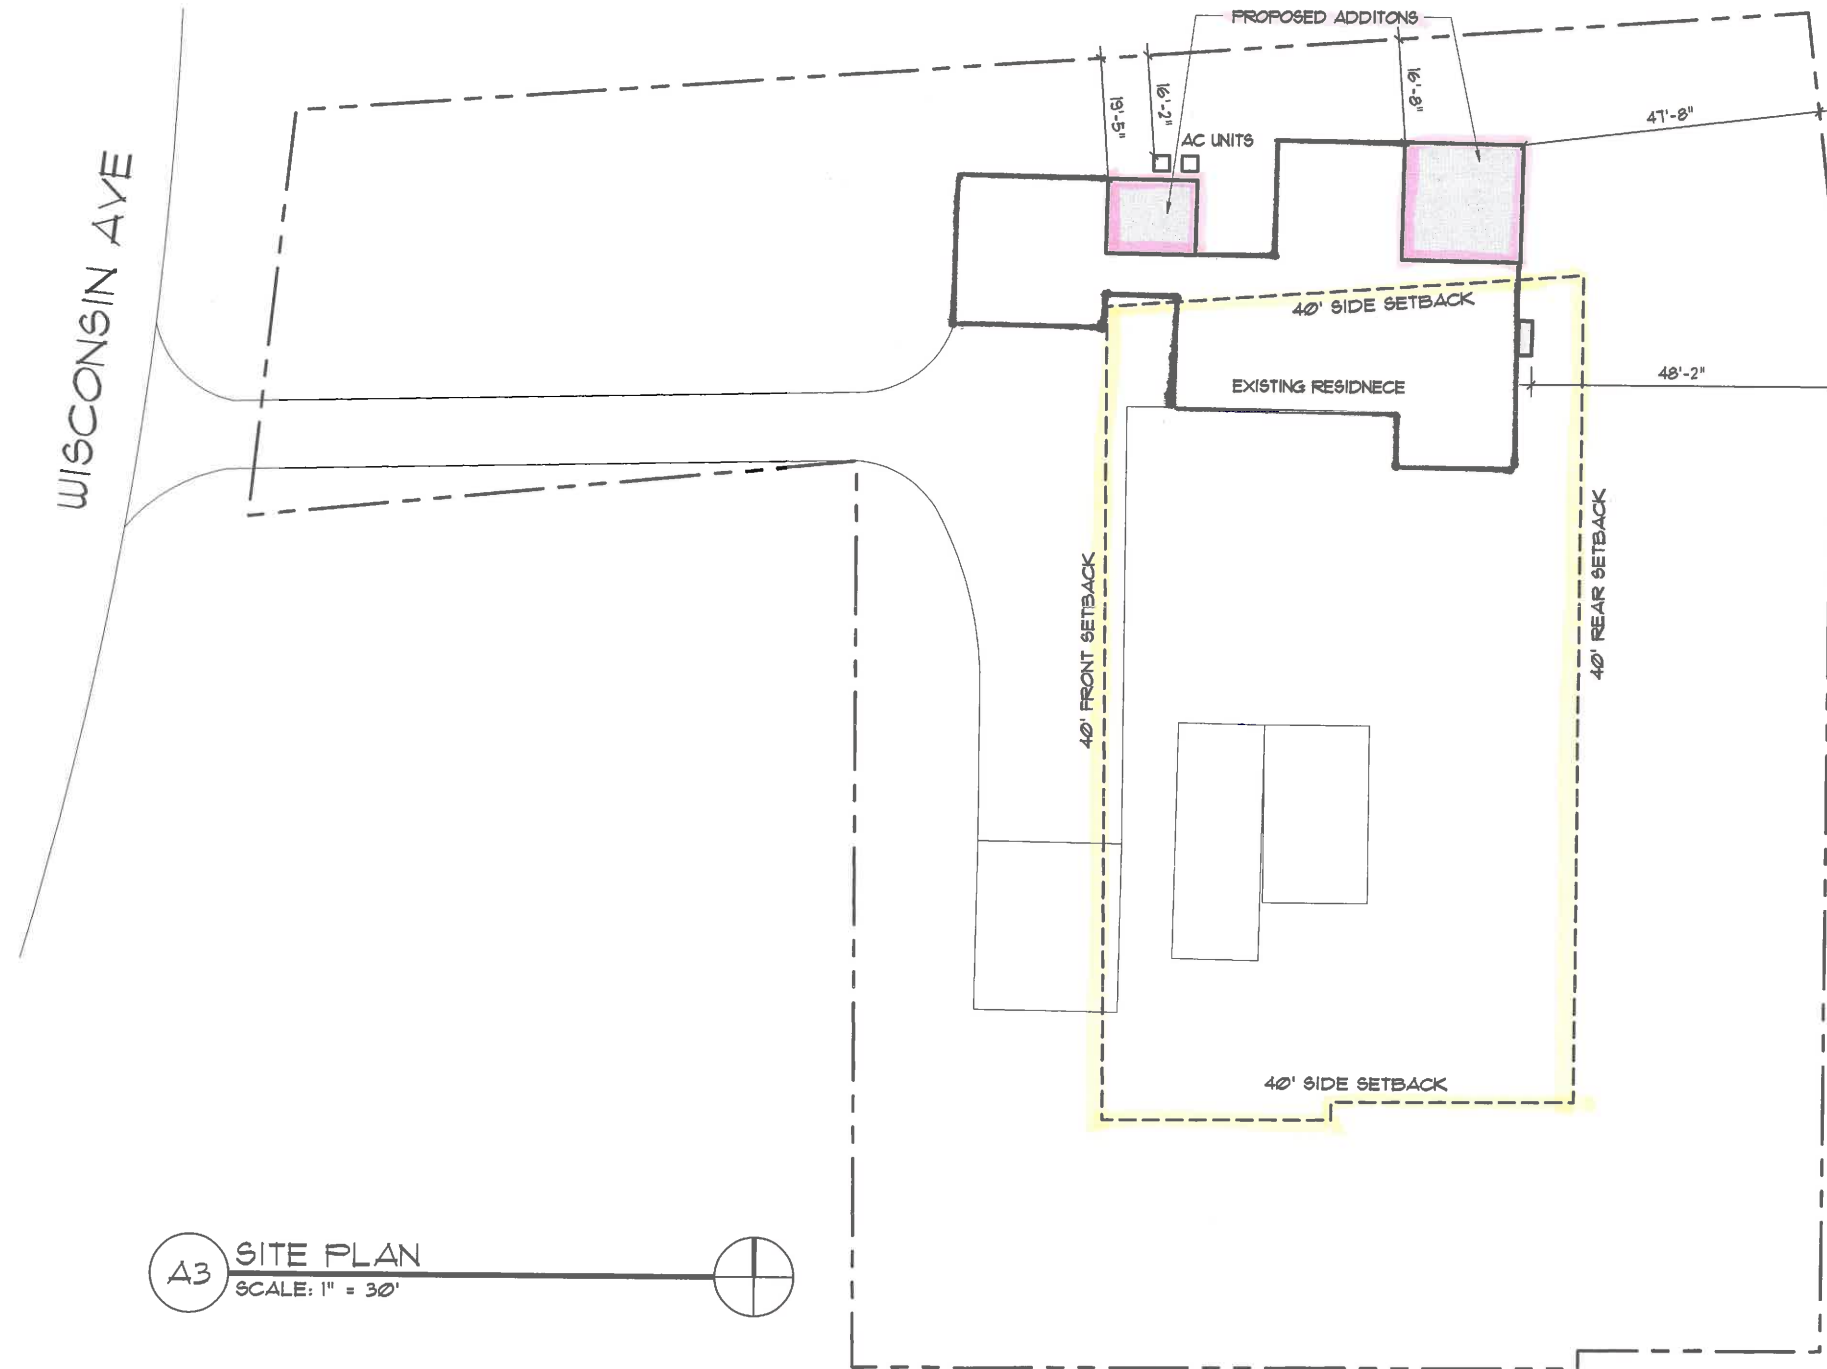 PROPOSED ADDITONS
19'-5"
16'-2"
16'-8"
47'-8"
AC UNITS
WISCONSIN AVE
40' SIDE SETBACK
EXISTING RESIDNECE
48'-2"
40' FRONT SETBACK
40' REAR SETBACK
40' SIDE SETBACK
A3
SITE PLAN
SCALE: 1" = 30'